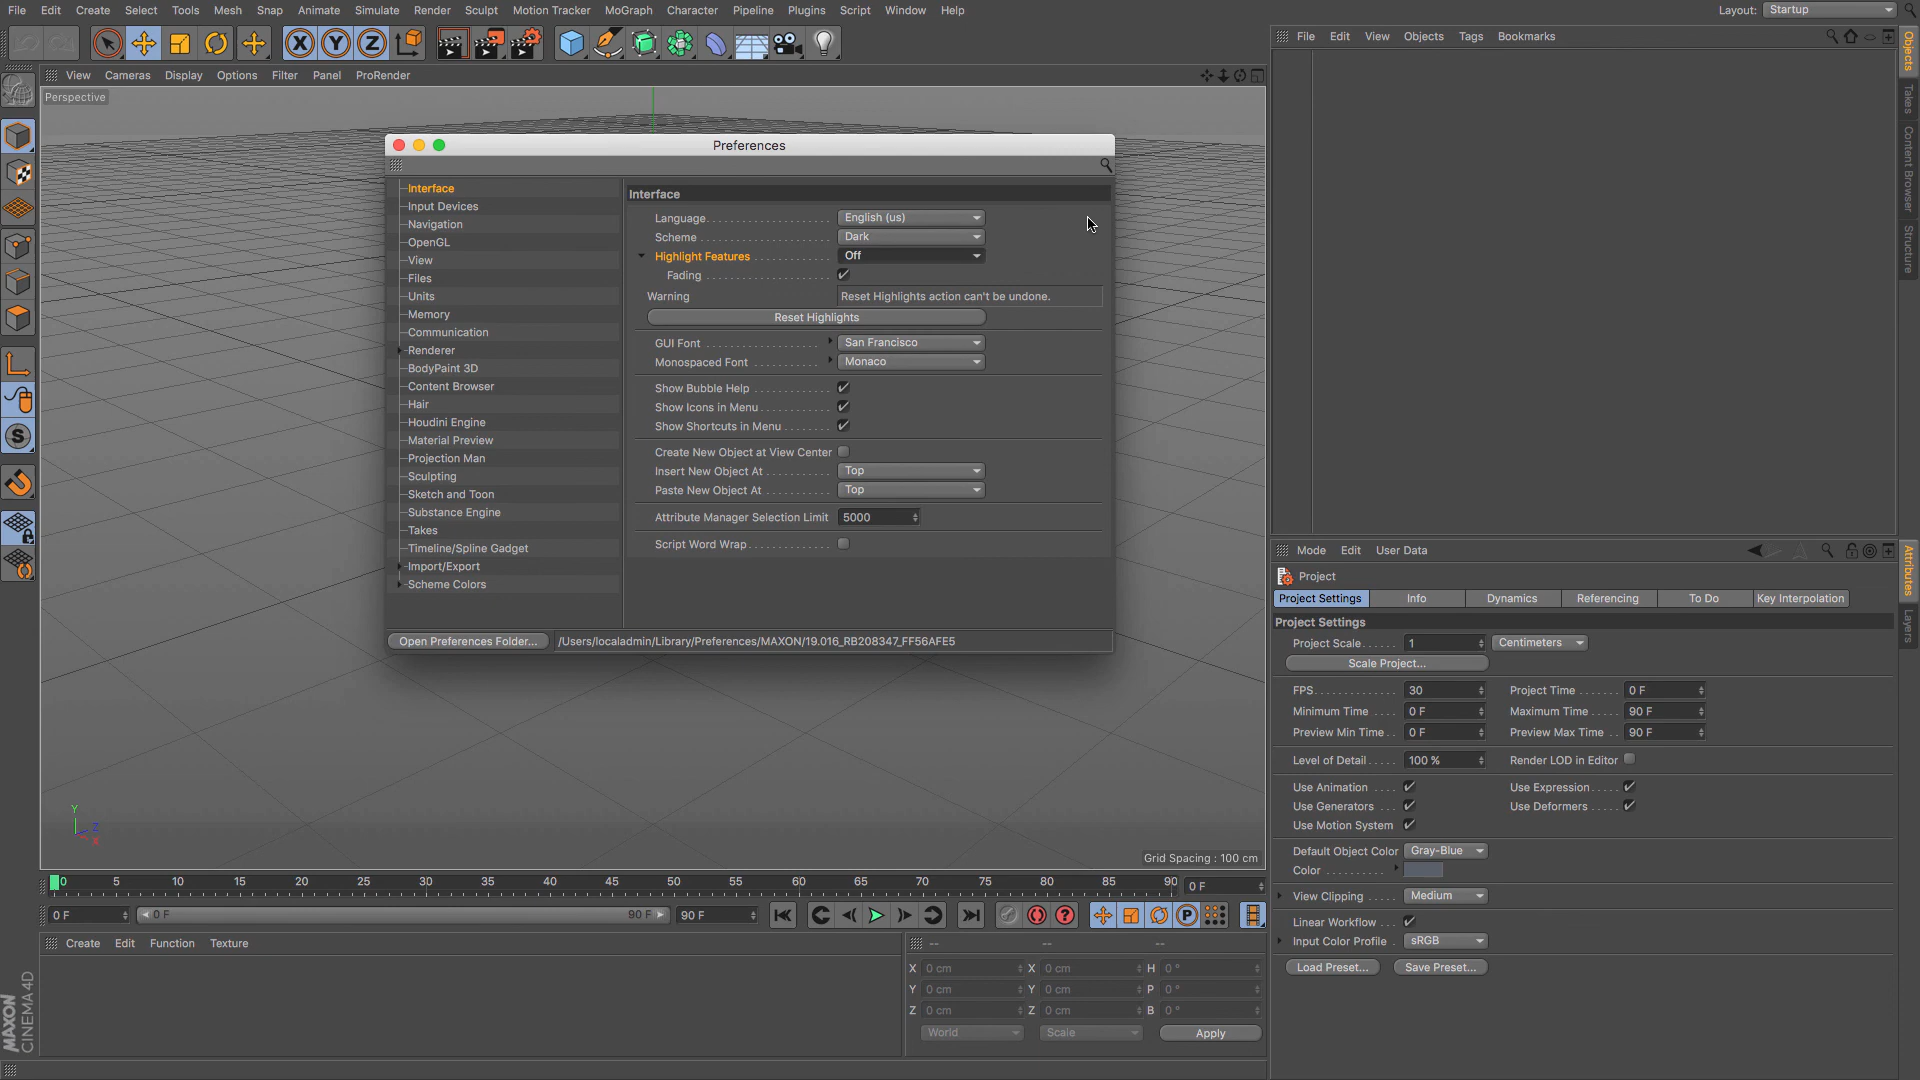 File Edit Create Select Tools Mesh Snap Animate Simulate Render Sculpt Motion Tracker MoGraph Character Pipeline Plugins Script Window Help
Layout: Startup
X Y Z
View Cameras Display Options Filter Panel ProRender
Perspective
Preferences
Interface
Input Devices
Navigation
OpenGL
View
Files
Units
Memory
Communication
Renderer
BodyPaint 3D
Content Browser
Hair
Houdini Engine
Material Preview
Projection Man
Sculpting
Sketch and Toon
Substance Engine
Takes
Timeline/Spline Gadget
Import/Export
Scheme Colors
Interface
Language English (us)
Scheme Dark
Highlight Features Off
Fading
Warning Reset Highlights action can't be undone.
Reset Highlights
GUI Font San Francisco
Monospaced Font Monaco
Show Bubble Help
Show Icons in Menu
Show Shortcuts in Menu
Create New Object at View Center
Insert New Object At Top
Paste New Object At Top
Attribute Manager Selection Limit 5000
Script Word Wrap
Open Preferences Folder... /Users/localadmin/Library/Preferences/MAXON/19.016_RB208347_FF56AFE5
S
Y
Z
X
Grid Spacing : 100 cm
0 5 10 15 20 25 30 35 40 45 50 55 60 65 70 75 80 85 90 0 F
0 F 0 F 90 F 90 F
P
Create Edit Function Texture
-- -- --
X 0 cm X 0 cm H 0 °
Y 0 cm Y 0 cm P 0 °
Z 0 cm Z 0 cm B 0 °
World Scale Apply
MAXON
CINEMA 4D
File Edit View Objects Tags Bookmarks
Objects
Takes
Content Browser
Structure
Mode Edit User Data
Project
Project Settings Info Dynamics Referencing To Do Key Interpolation
Project Settings
Project Scale 1 Centimeters
Scale Project...
FPS 30 Project Time 0 F
Minimum Time 0 F Maximum Time 90 F
Preview Min Time 0 F Preview Max Time 90 F
Level of Detail 100 % Render LOD in Editor
Use Animation Use Expression
Use Generators Use Deformers
Use Motion System
Default Object Color Gray-Blue
Color
View Clipping Medium
Linear Workflow
Input Color Profile sRGB
Load Preset... Save Preset...
Attributes
Layers